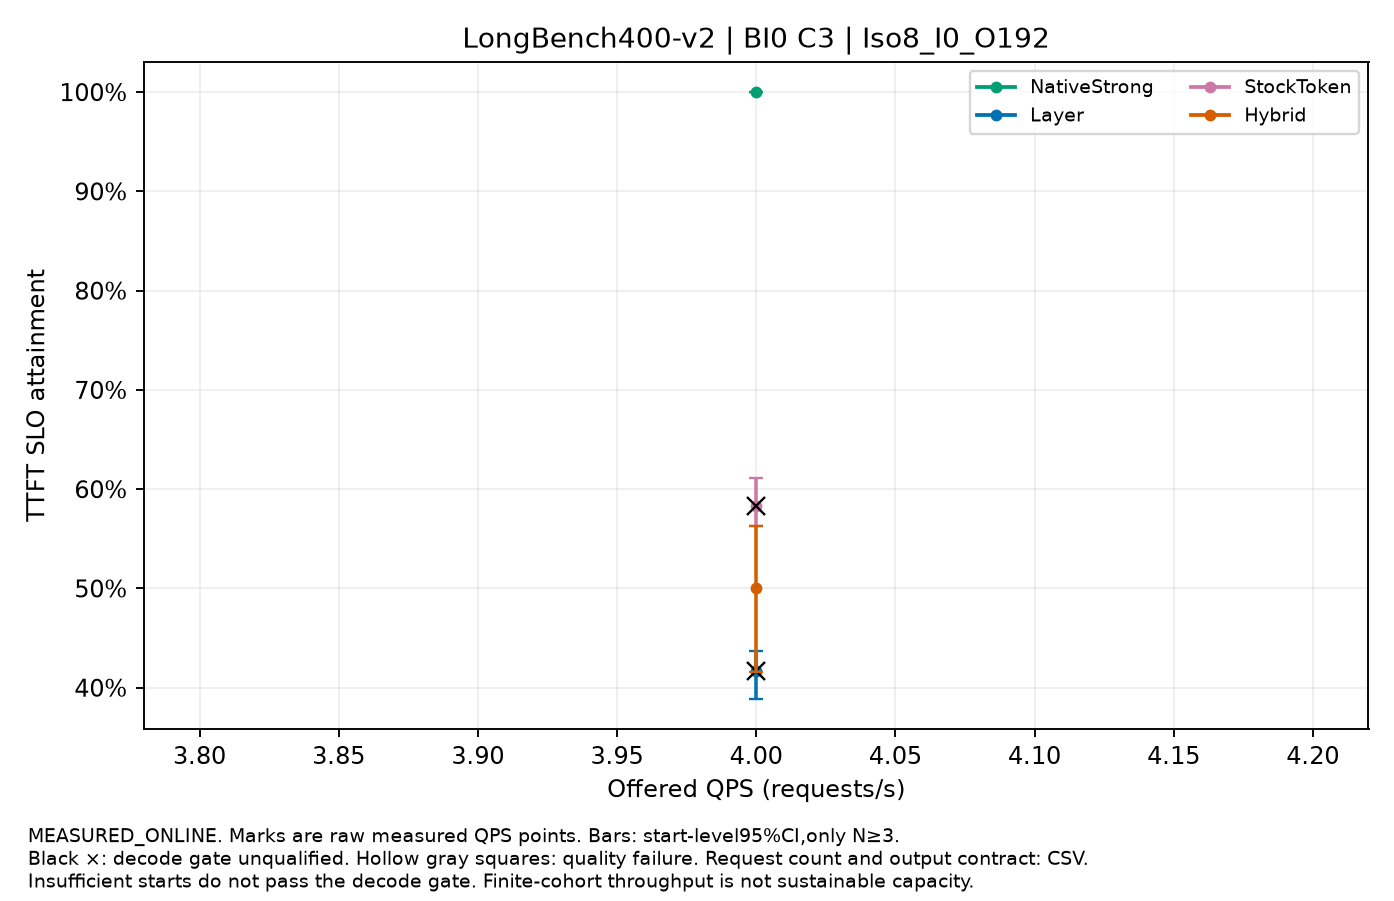 LongBench400-v2 | BI0 C3 | Iso8_I0_O192
NativeStrong
Layer
StockToken
Hybrid
TTFT SLO attainment
100%
90%
80%
70%
60%
50%
40%
3.80 3.85 3.90 3.95 4.00 4.05 4.10 4.15 4.20
Offered QPS (requests/s)
MEASURED_ONLINE. Marks are raw measured QPS points. Bars: start-level95%CI,only N≥3.
Black ×: decode gate unqualified. Hollow gray squares: quality failure. Request count and output contract: CSV.
Insufficient starts do not pass the decode gate. Finite-cohort throughput is not sustainable capacity.